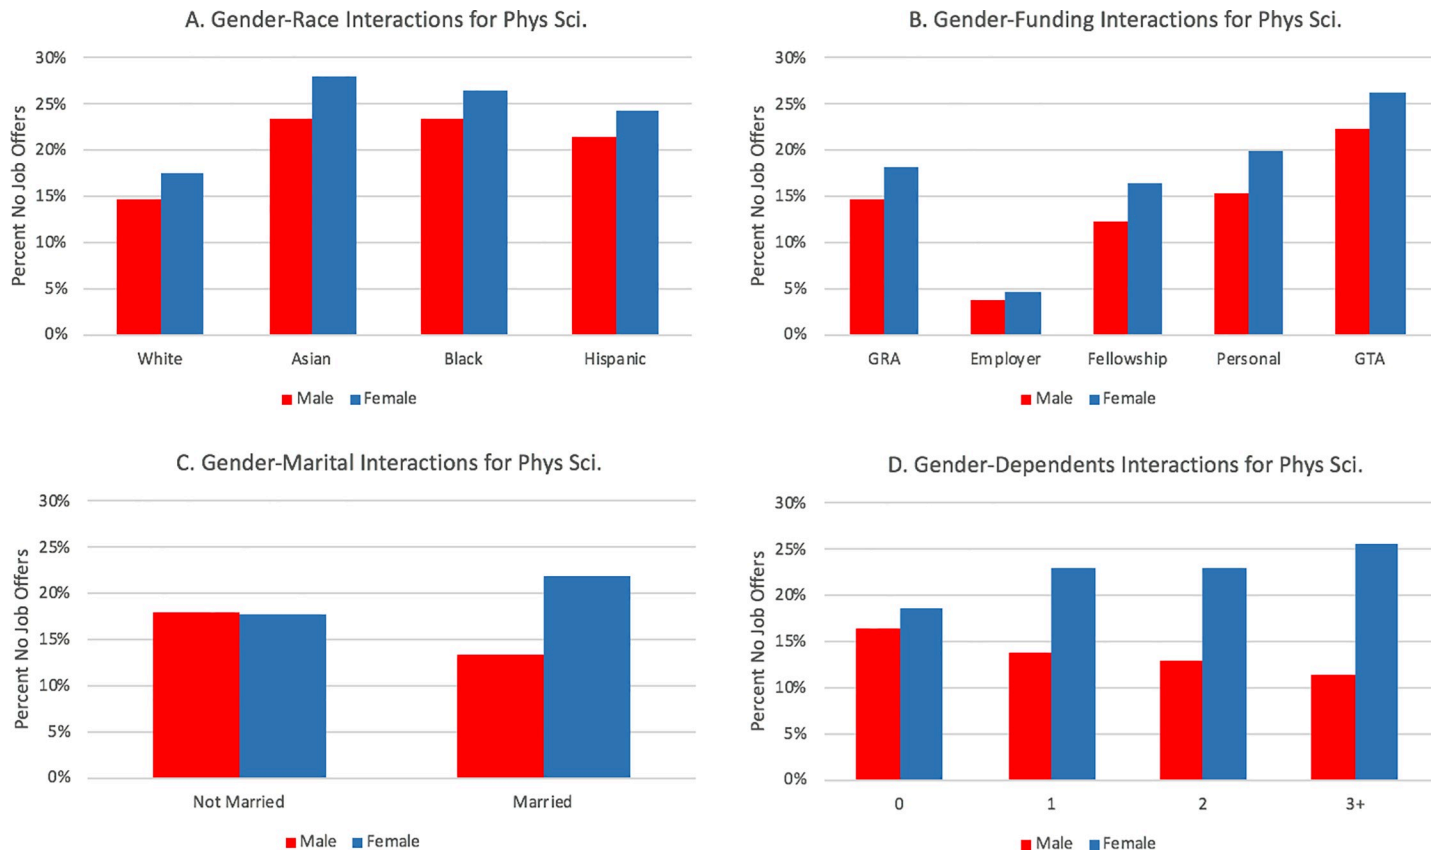 A. Gender-Race Interactions for Phys Sci.
Percent No Job Offers
30%
25%
20%
15%
10%
5%
0%
White Asian Black Hispanic
Male Female
B. Gender-Funding Interactions for Phys Sci.
Percent No Job Offers
30%
25%
20%
15%
10%
5%
0%
GRA Employer Fellowship Personal GTA
Male Female
C. Gender-Marital Interactions for Phys Sci.
Percent No Job Offers
30%
25%
20%
15%
10%
5%
0%
Not Married Married
Male Female
D. Gender-Dependents Interactions for Phys Sci.
Percent No Job Offers
30%
25%
20%
15%
10%
5%
0%
0 1 2 3+
Male Female